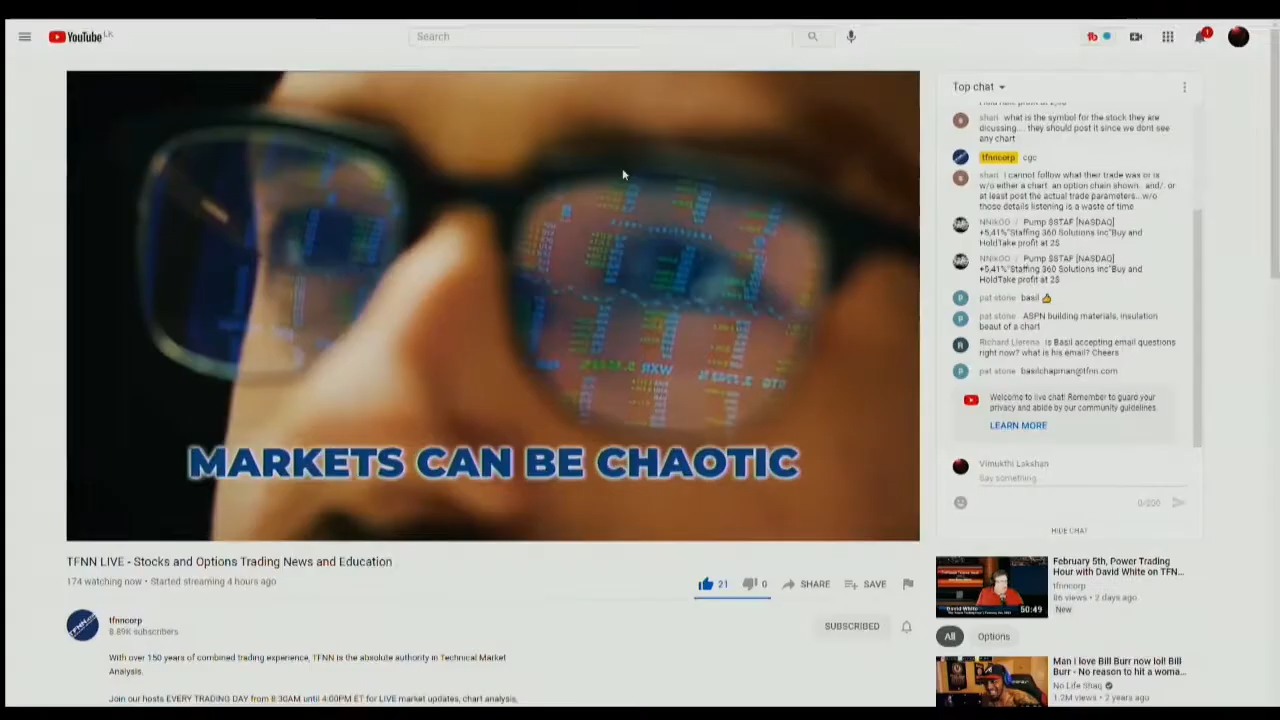 YouTube LK
Search
1
Top chat
shari what is the symbol for the stock they are
dicussing.... they should post it since we dont see
any chart
tfnncorp cgc
shari i cannot follow what their trade was or is
w/o either a chart, an option chain shown, and/. or
at least post the actual trade parameters...w/o
those details listening is a waste of time
NNikOO Pump $STAF [NASDAQ]
+5,41%"Staffing 360 Solutions Inc"Buy and
HoldTake profit at 2$
NNikOO Pump $STAF [NASDAQ]
+5,41%"Staffing 360 Solutions Inc"Buy and
HoldTake profit at 2$
pat stone basil 👍
pat stone ASPN building materials, insulation
beaut of a chart
Richard Llerena is Basil accepting email questions
right now? what is his email? Cheers
pat stone basilchapman@tfnn.com
Welcome to live chat! Remember to guard your
privacy and abide by our community guidelines.
LEARN MORE
Vimukthi Lakshan
Say something...
0/200
HIDE CHAT
MARKETS CAN BE CHAOTIC
TFNN LIVE - Stocks and Options Trading News and Education
174 watching now • Started streaming 4 hours ago
21 0 SHARE SAVE
tfnncorp
8.89K subscribers
SUBSCRIBED
With over 150 years of combined trading experience, TFNN is the absolute authority in Technical Market
Analysis.
Join our hosts EVERY TRADING DAY from 8:30AM until 4:00PM ET for LIVE market updates, chart analysis,
February 5th, Power Trading
Hour with David White on TFN...
tfnncorp
86 views • 2 days ago
New
David White
50:49
All Options
Man i love Bill Burr now lol! Bill
Burr - No reason to hit a woma...
No Life Shaq
1.2M views • 2 years ago